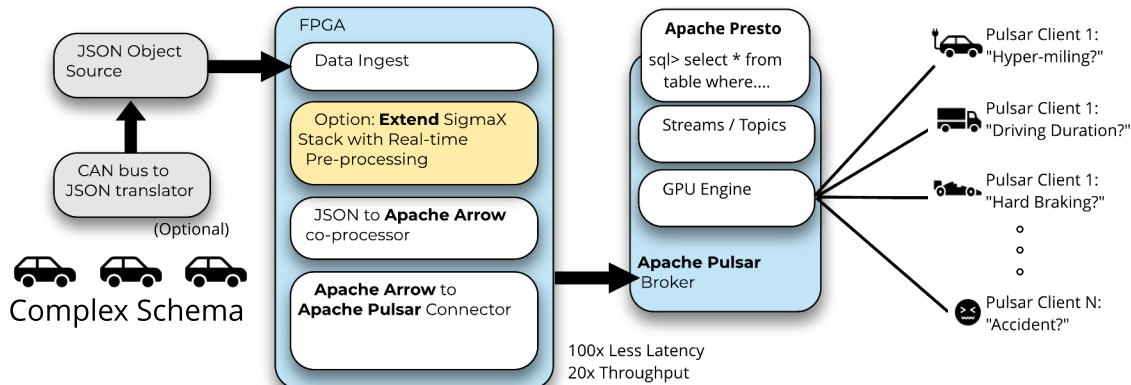 JSON Object
Source
CAN bus to
JSON translator
(Optional)
Complex Schema
FPGA
Data Ingest
Option: Extend SigmaX
Stack with Real-time
Pre-processing
JSON to Apache Arrow
co-processor
Apache Arrow to
Apache Pulsar Connector
100x Less Latency
20x Throughput
Apache Presto
sql> select * from
table where....
Streams / Topics
GPU Engine
Apache Pulsar
Broker
Pulsar Client 1:
"Hyper-miling?"
Pulsar Client 1:
"Driving Duration?"
Pulsar Client 1:
"Hard Braking?"
Pulsar Client N:
"Accident?"